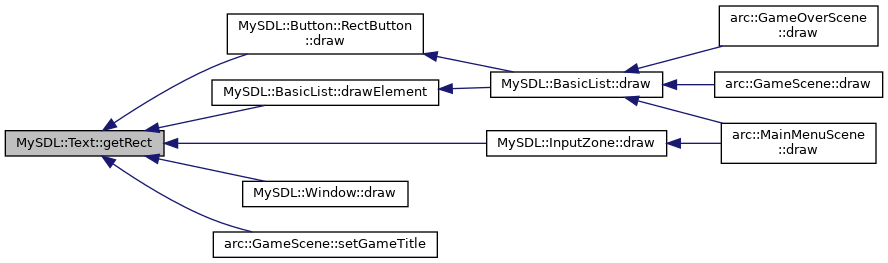 MySDL::Text::getRect
MySDL::Button::RectButton
::draw
MySDL::BasicList::drawElement
MySDL::Window::draw
arc::GameScene::setGameTitle
MySDL::BasicList::draw
MySDL::InputZone::draw
arc::GameOverScene
::draw
arc::GameScene::draw
arc::MainMenuScene
::draw